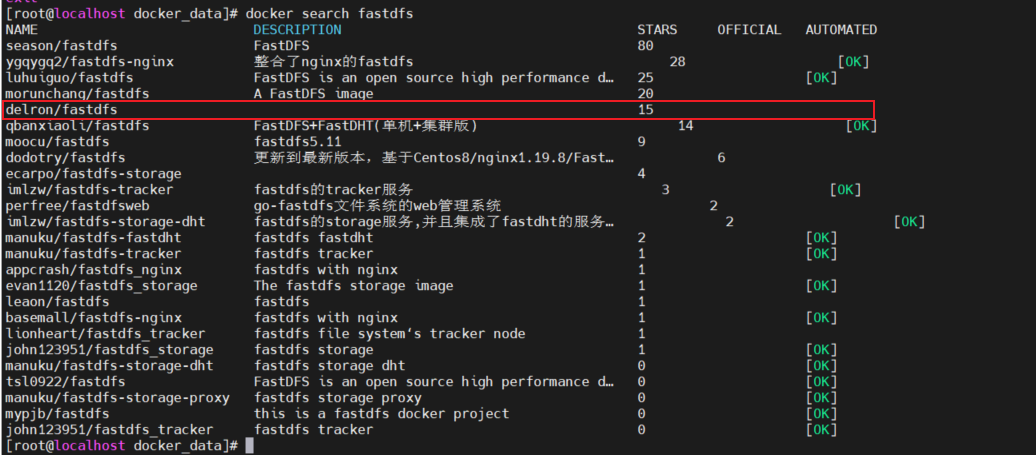 exit
[root@localhost docker_data]# docker search fastdfs
NAME DESCRIPTION STARS OFFICIAL AUTOMATED
season/fastdfs FastDFS 80
ygqygq2/fastdfs-nginx 整合了nginx的fastdfs 28 [OK]
luhuiguo/fastdfs FastDFS is an open source high performance d… 25 [OK]
morunchang/fastdfs A FastDFS image 20
delron/fastdfs 15
qbanxiaoli/fastdfs FastDFS+FastDHT(单机+集群版) 14 [OK]
moocu/fastdfs fastdfs5.11 9
dodotry/fastdfs 更新到最新版本，基于Centos8/nginx1.19.8/Fast… 6
ecarpo/fastdfs-storage 4
imlzw/fastdfs-tracker fastdfs的tracker服务 3 [OK]
perfree/fastdfsweb go-fastdfs文件系统的web管理系统 2
imlzw/fastdfs-storage-dht fastdfs的storage服务,并且集成了fastdht的服务… 2 [OK]
manuku/fastdfs-fastdht fastdfs fastdht 2 [OK]
manuku/fastdfs-tracker fastdfs tracker 1 [OK]
appcrash/fastdfs_nginx fastdfs with nginx 1
evan1120/fastdfs_storage The fastdfs storage image 1 [OK]
leaon/fastdfs fastdfs 1
basemall/fastdfs-nginx fastdfs with nginx 1 [OK]
lionheart/fastdfs_tracker fastdfs file system‘s tracker node 1
john123951/fastdfs_storage fastdfs storage 1 [OK]
manuku/fastdfs-storage-dht fastdfs storage dht 0 [OK]
tsl0922/fastdfs FastDFS is an open source high performance d… 0 [OK]
manuku/fastdfs-storage-proxy fastdfs storage proxy 0 [OK]
mypjb/fastdfs this is a fastdfs docker project 0 [OK]
john123951/fastdfs_tracker fastdfs tracker 0 [OK]
[root@localhost docker_data]#